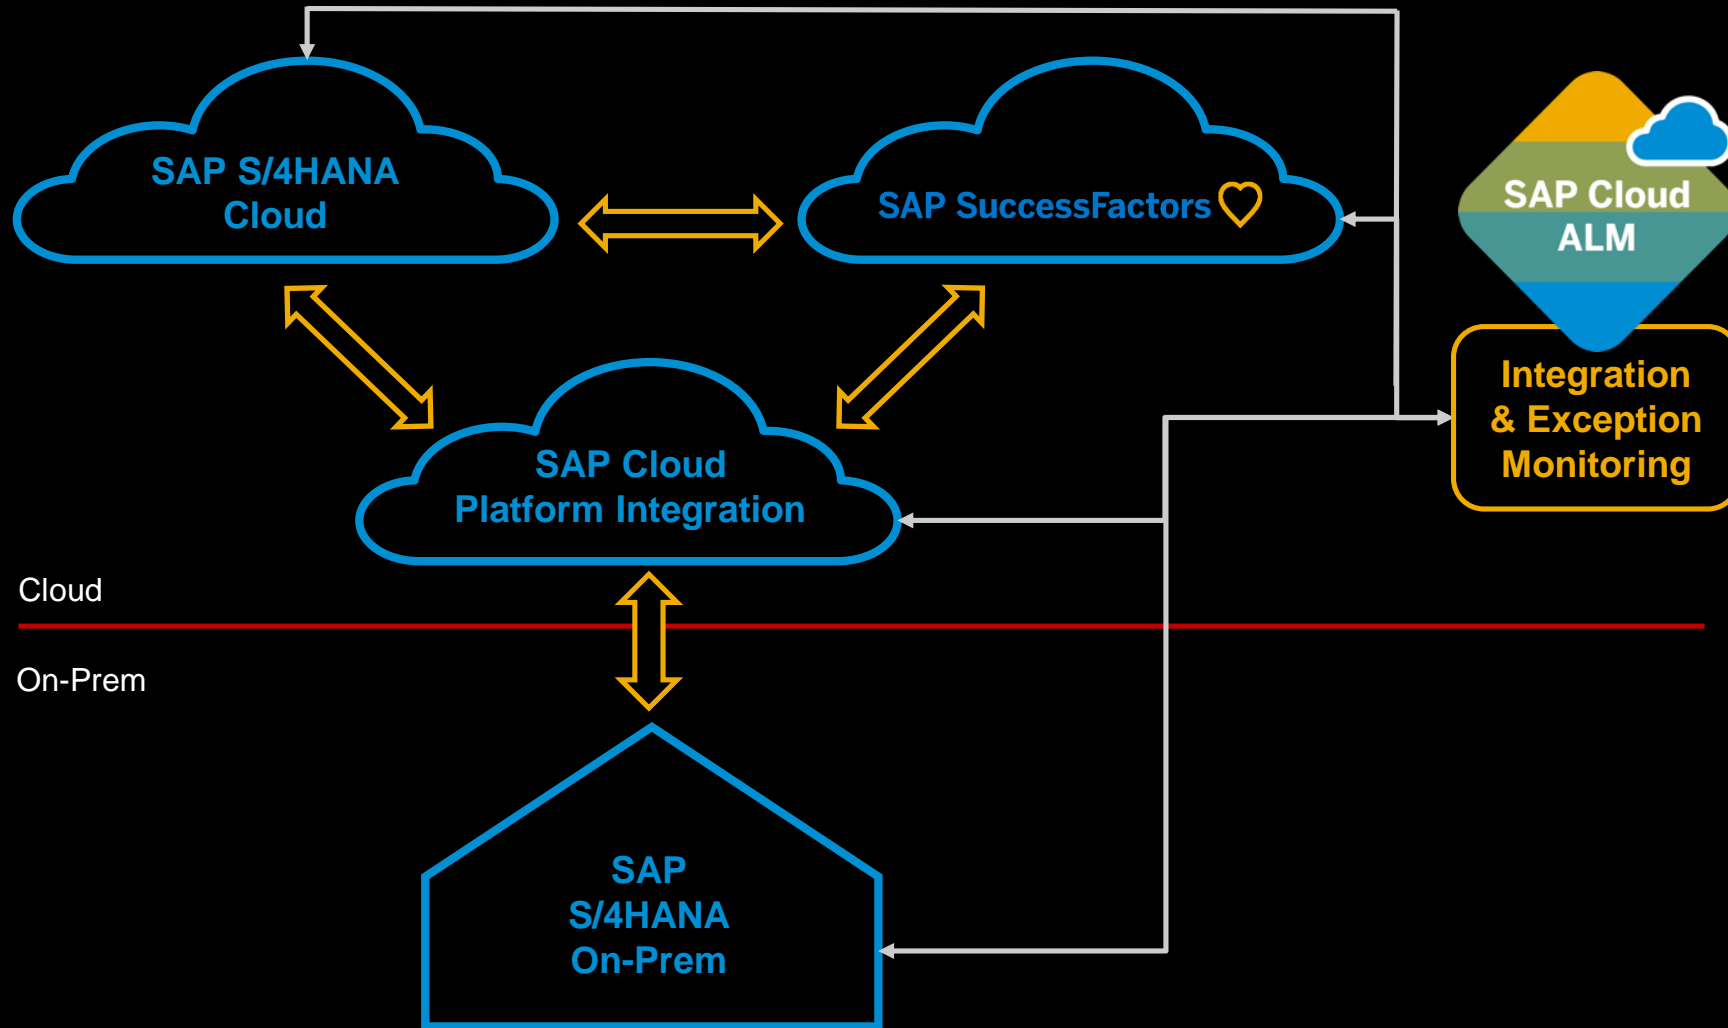 SAP S/4HANA
Cloud
SAP SuccessFactors
SAP Cloud
ALM
Integration
& Exception
Monitoring
SAP Cloud
Platform Integration
Cloud
On-Prem
SAP
S/4HANA
On-Prem